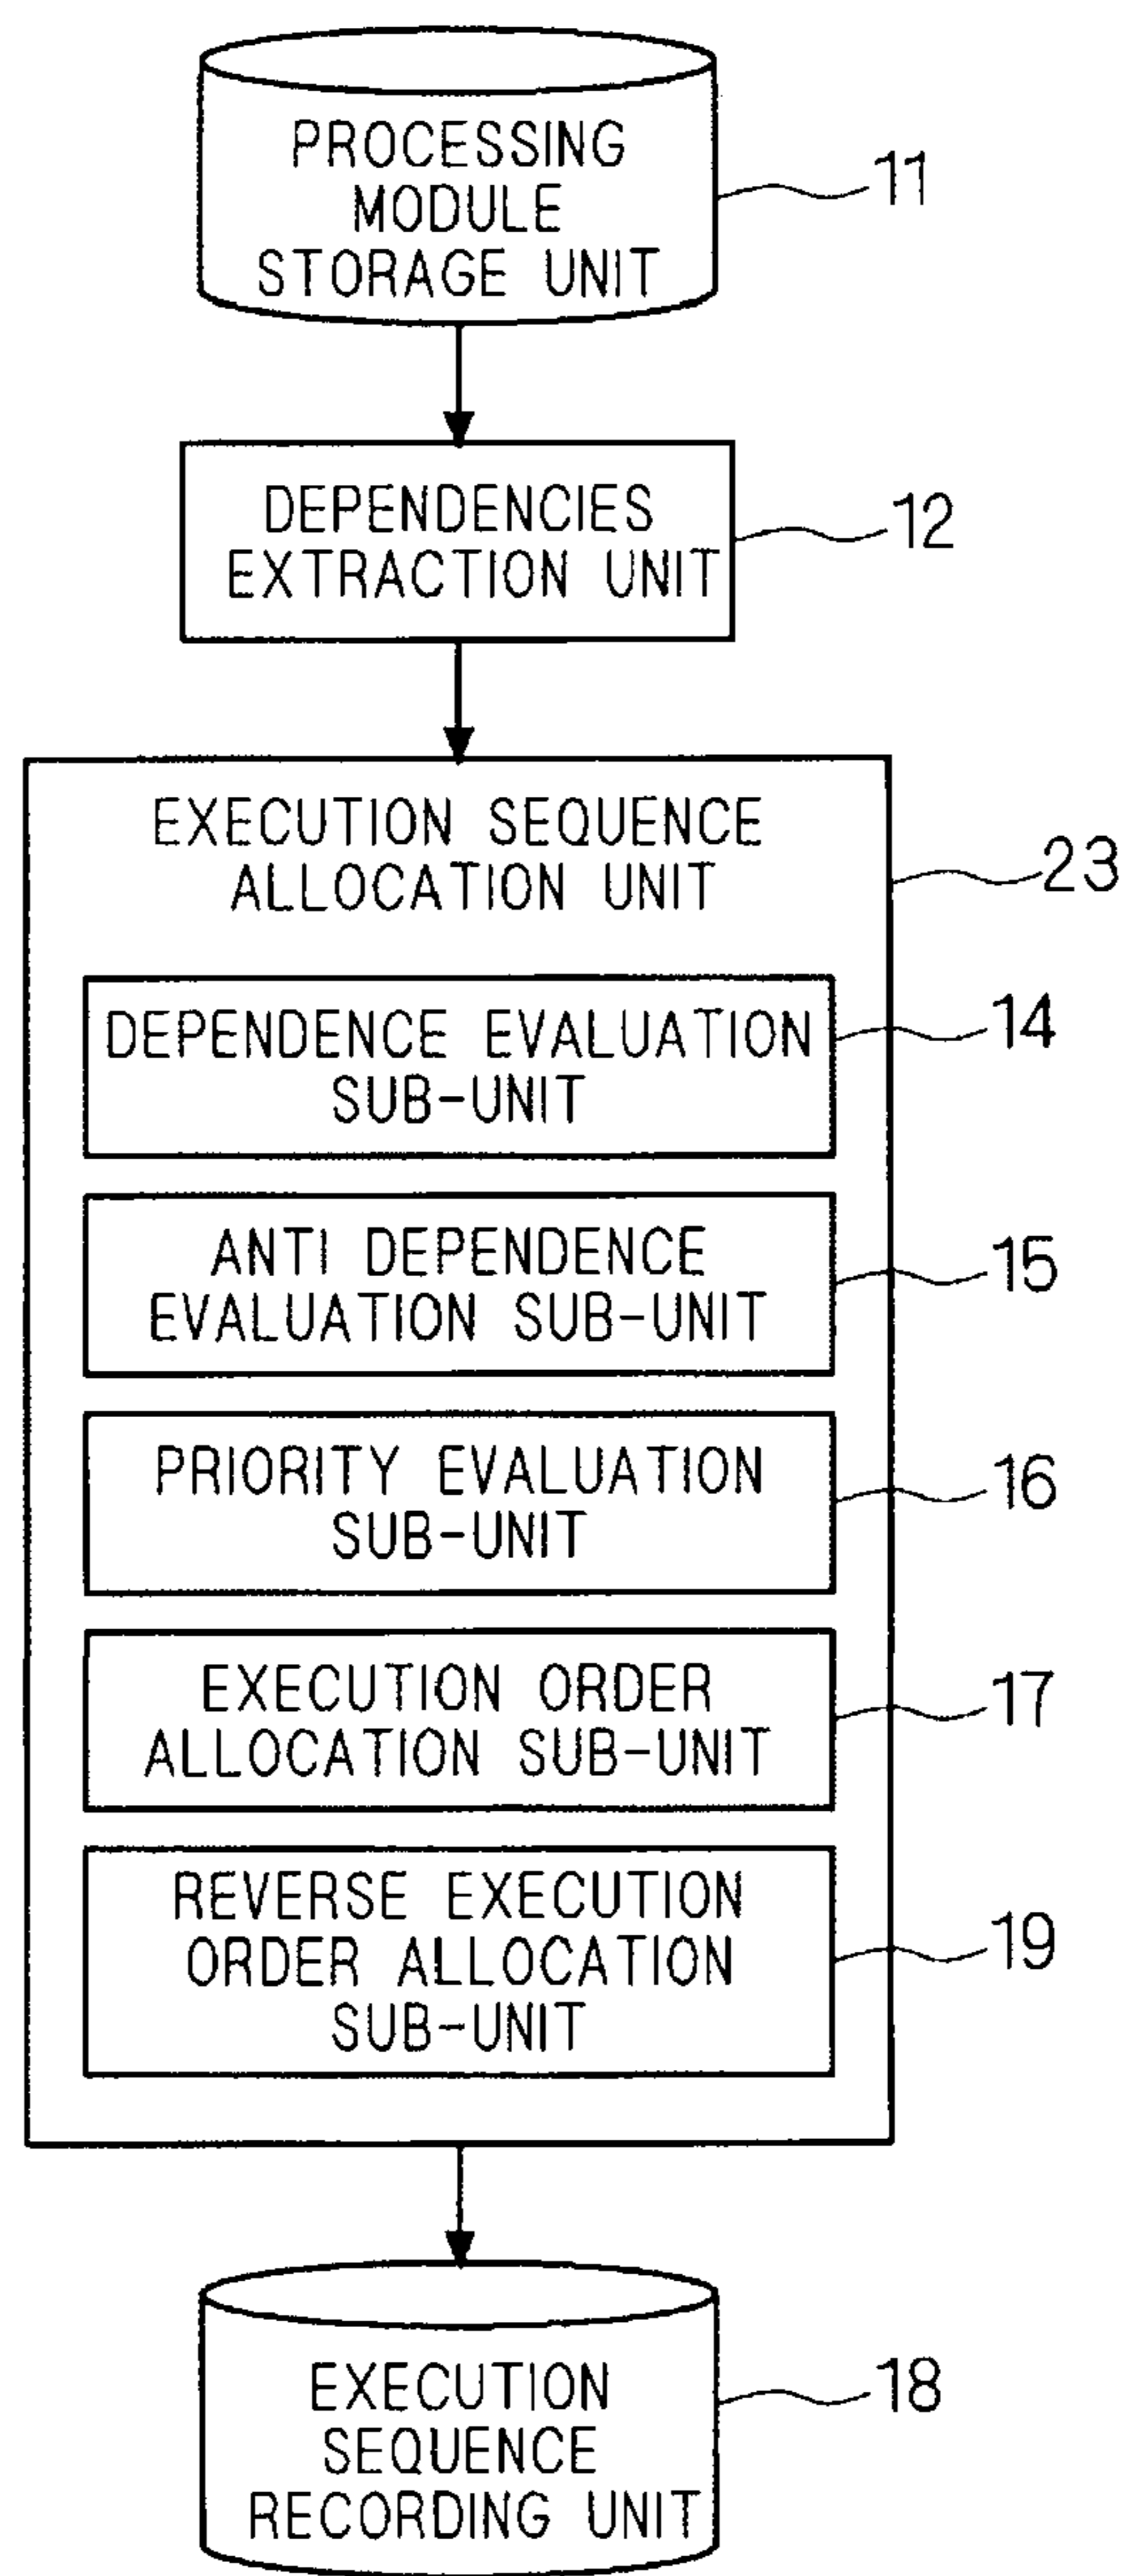 PROCESSING
MODULE
STORAGE UNIT
11
DEPENDENCIES
EXTRACTION UNIT
12
EXECUTION SEQUENCE
ALLOCATION UNIT
23
DEPENDENCE EVALUATION
SUB-UNIT
14
ANTI DEPENDENCE
EVALUATION SUB-UNIT
15
PRIORITY EVALUATION
SUB-UNIT
16
EXECUTION ORDER
ALLOCATION SUB-UNIT
17
REVERSE EXECUTION
ORDER ALLOCATION
SUB-UNIT
19
EXECUTION
SEQUENCE
RECORDING UNIT
18